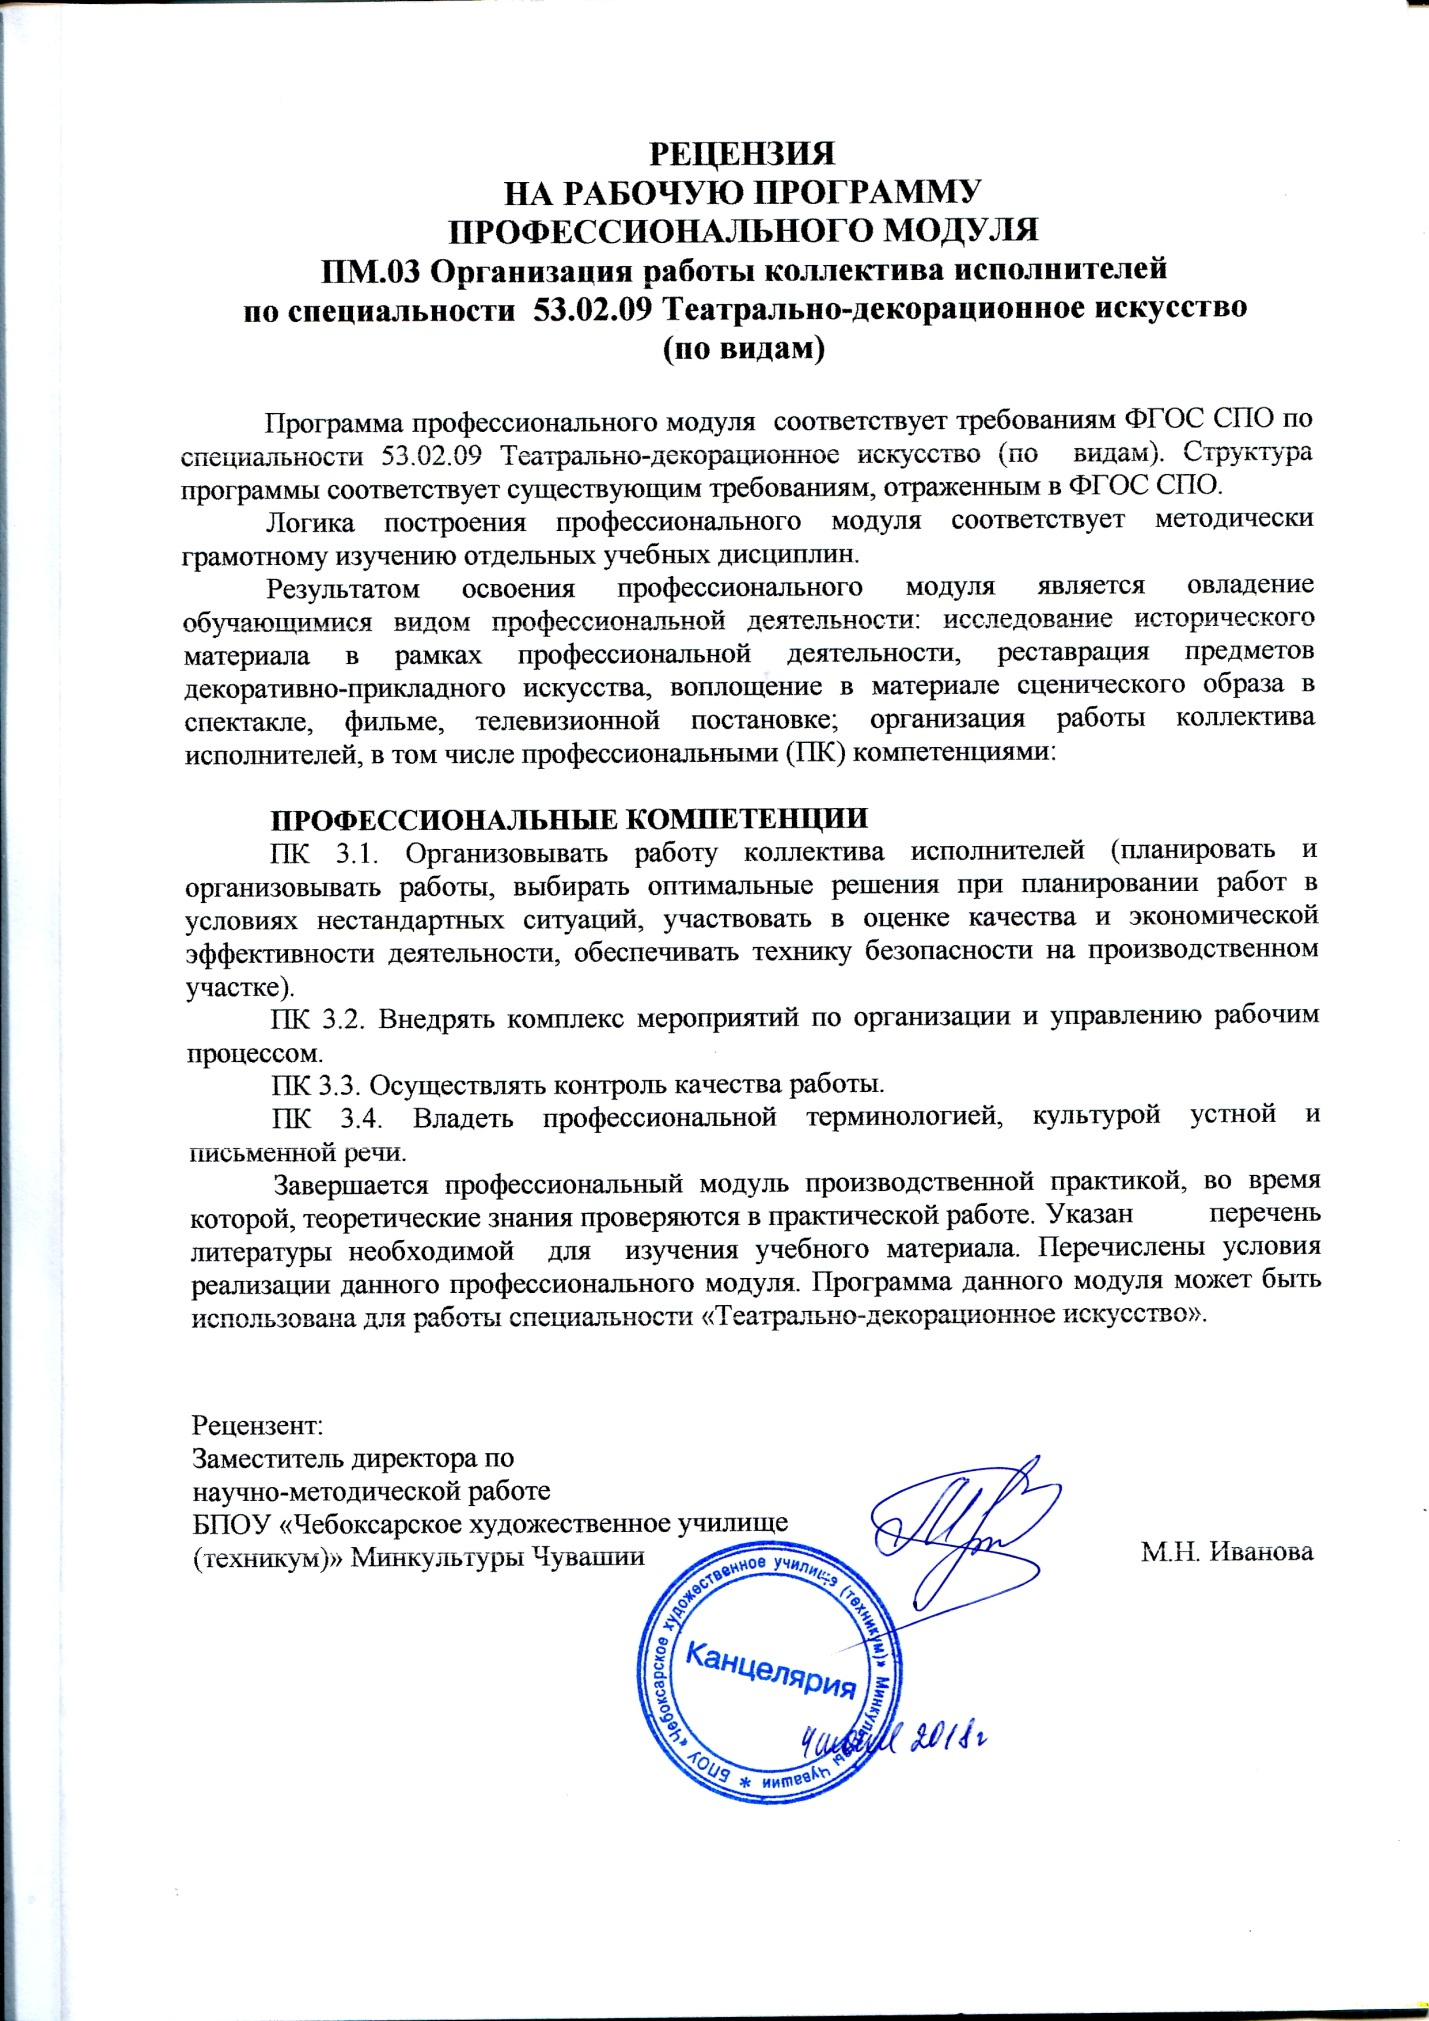 РЕЦЕНЗИЯ
НА РАБОЧУЮ ПРОГРАММУ
ПРОФЕССИОНАЛЬНОГО МОДУЛЯ
ПМ.03 Организация работы коллектива исполнителей
по специальности 53.02.09 Театрально-декорационное искусство
(по видам)
Программа профессионального модуля соответствует требованиям ФГОС СПО по
специальности 53.02.09 Театрально-декорационное искусство (по видам). Структура
программы соответствует существующим требованиям, отраженным в ФГОС СПО.
Логика построения профессионального модуля соответствует методически
грамотному изучению отдельных учебных дисциплин.
Результатом освоения профессионального модуля является овладение
обучающимися видом профессиональной деятельности: исследование исторического
материала в рамках профессиональной деятельности, реставрация предметов
декоративно-прикладного искусства, воплощение в материале сценического образа в
спектакле, фильме, телевизионной постановке; организация работы коллектива
исполнителей, в том числе профессиональными (ПК) компетенциями:
ПРОФЕССИОНАЛЬНЫЕ КОМПЕТЕНЦИИ
ПК 3.1. Организовывать работу коллектива исполнителей (планировать и
организовывать работы, выбирать оптимальные решения при планировании работ в
условиях нестандартных ситуаций, участвовать в оценке качества и экономической
эффективности деятельности, обеспечивать технику безопасности на производственном
участке).
ПК 3.2. Внедрять комплекс мероприятий по организации и управлению рабочим
процессом.
ПК 3.3. Осуществлять контроль качества работы.
ПК 3.4. Владеть профессиональной терминологией, культурой устной и
письменной речи.
Завершается профессиональный модуль производственной практикой, во время
которой, теоретические знания проверяются в практической работе. Указан перечень
литературы необходимой для изучения учебного материала. Перечислены условия
реализации данного профессионального модуля. Программа данного модуля может быть
использована для работы специальности «Театрально-декорационное искусство».
Рецензент:
Заместитель директора по
научно-методической работе
БПОУ «Чебоксарское художественное училище
(техникум)» Минкультуры Чувашии
М.Н. Иванова
БПОУ «Чебоксарское художественное училище (техникум)» Минкультуры Чувашии *
Канцелярия
2018г